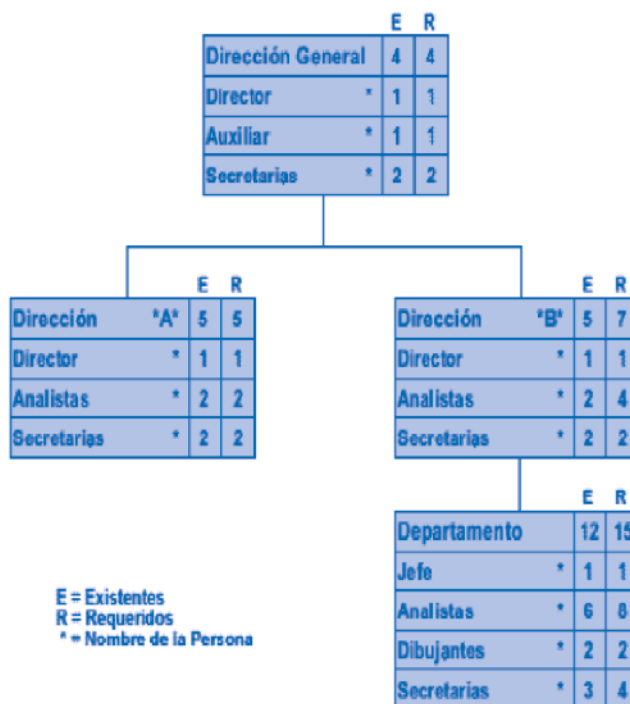 E R
Dirección General 4 4
Director * 1 1
Auxiliar * 1 1
Secretarias * 2 2
E R
Dirección "A" 5 5
Director * 1 1
Analistas * 2 2
Secretarias * 2 2
E R
Dirección "B" 5 7
Director * 1 1
Analistas * 2 4
Secretarias * 2 2
E R
Departamento 12 15
Jefe * 1 1
Analistas * 6 8
Dibujantes * 2 2
Secretarias * 3 4
E = Existentes
R = Requeridos
* = Nombre de la Persona